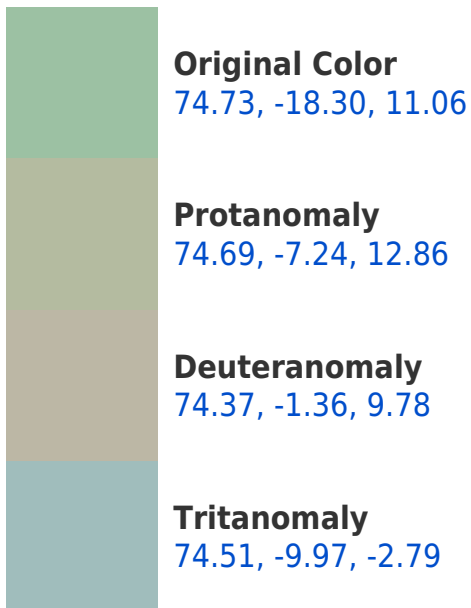 Original Color
74.73, -18.30, 11.06
Protanomaly
74.69, -7.24, 12.86
Deuteranomaly
74.37, -1.36, 9.78
Tritanomaly
74.51, -9.97, -2.79